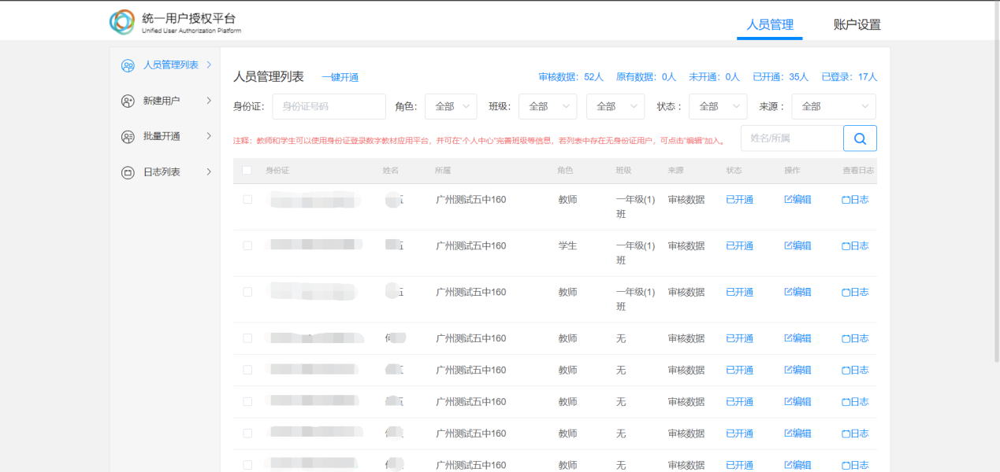 统一用户授权平台
Unified User Authorization Platform
人员管理 账户设置
人员管理列表
新建用户
批量开通
日志列表
人员管理列表 一键开通 审核数据：52人 原有数据：0人 未开通：0人 已开通：35人 已登录：17人
身份证： 身份证号码 角色： 全部 班级： 全部 全部 状态： 全部 来源： 全部
注释：教师和学生可以使用身份证登录数字教材应用平台，并可在“个人中心”完善班级等信息，若列表中存在无身份证用户，可点击“编辑”加入。 姓名/所属
身份证 姓名 所属 角色 班级 来源 状态 操作 查看日志
广州测试五中160 教师 一年级(1)班 审核数据 已开通 编辑 日志
广州测试五中160 学生 一年级(1)班 审核数据 已开通 编辑 日志
广州测试五中160 教师 一年级(1)班 审核数据 已开通 编辑 日志
广州测试五中160 教师 无 审核数据 已开通 编辑 日志
广州测试五中160 教师 无 审核数据 已开通 编辑 日志
广州测试五中160 教师 无 审核数据 已开通 编辑 日志
广州测试五中160 教师 无 审核数据 已开通 编辑 日志
广州测试五中160 教师 无 审核数据 已开通 编辑 日志